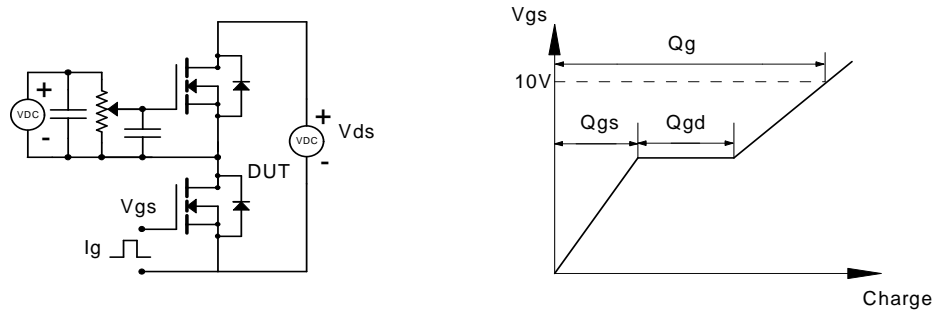 +
VDC
-
+
VDC
-
Vds
DUT
Vgs
Ig
Vgs
Qg
10V
Qgs
Qgd
Charge